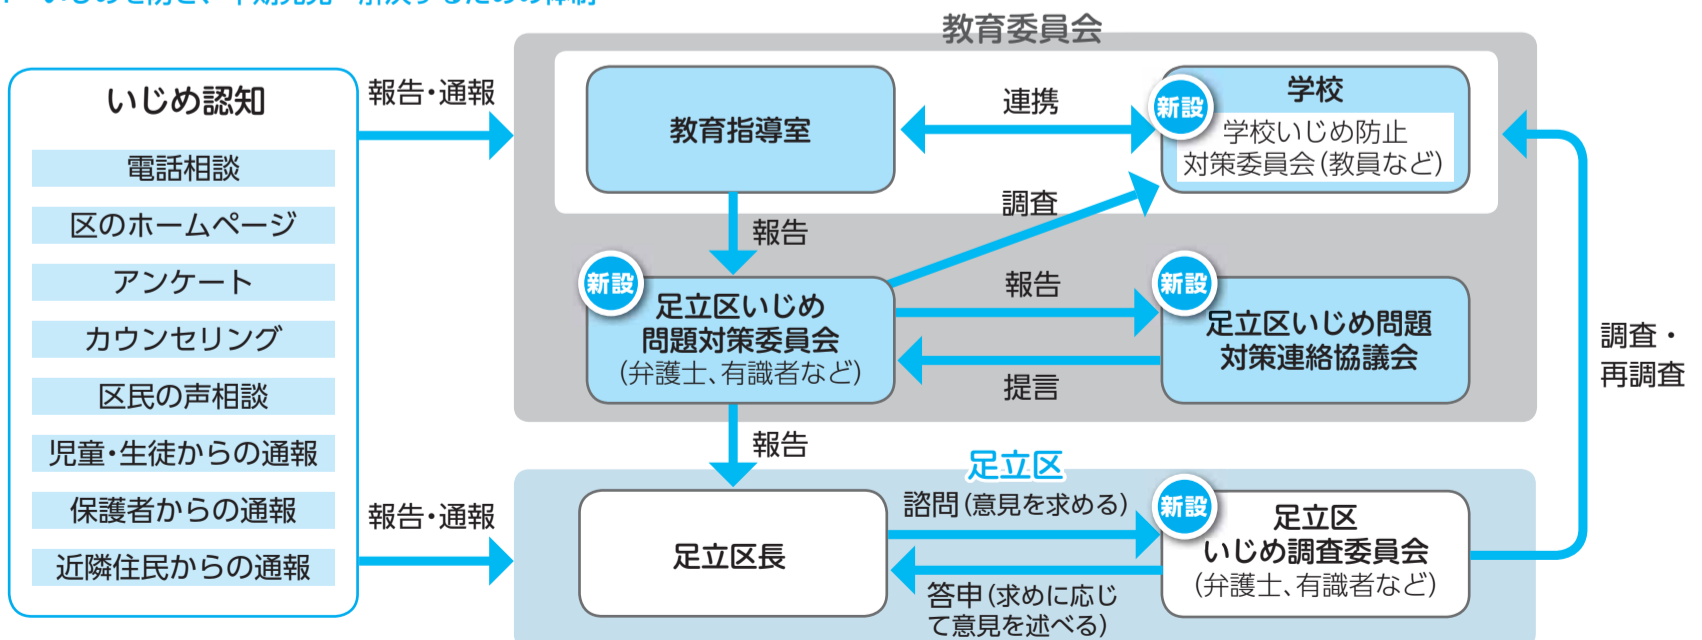 教育委員会
いじめ認知
電話相談
区のホームページ
アンケート
カウンセリング
区民の声相談
児童・生徒からの通報
保護者からの通報
近隣住民からの通報
報告・通報
報告・通報
教育指導室
連携
新設
学校
学校いじめ防止
対策委員会(教員など)
報告
調査
新設
足立区いじめ
問題対策委員会
(弁護士、有識者など)
報告
提言
新設
足立区いじめ問題
対策連絡協議会
調査・
再調査
報告
足立区
足立区長
諮問(意見を求める)
答申(求めに応じ
て意見を述べる)
新設
足立区
いじめ調査委員会
(弁護士、有識者など)